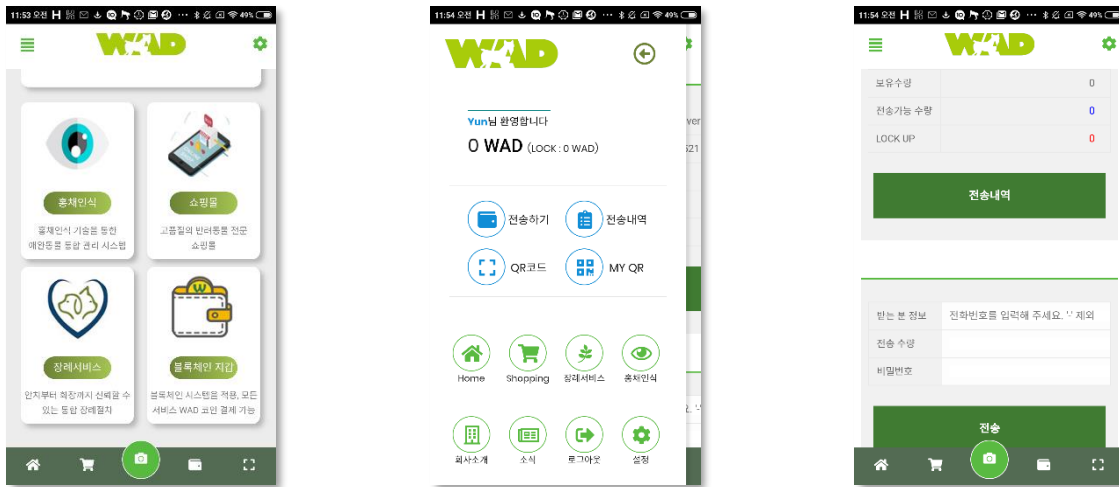 11:53 오전
49%
WAD
홍채인식
쇼핑몰
홍채인식 기술을 통한
애완동물 통합 관리 시스템
고품질의 반려동물 전문
쇼핑몰
W
장례서비스
블록체인 지갑
안치부터 화장까지 신뢰할 수
있는 통합 장례절차
블록체인 시스템을 적용, 모든
서비스 WAD 코인 결제 가능
11:54 오전
49%
WAD
Yun님 환영합니다
0 WAD (LOCK : 0 WAD)
전송하기
전송내역
QR코드
MY QR
Home
Shopping
장례서비스
홍채인식
회사소개
소식
로그아웃
설정
ver
521
11:54 오전
49%
WAD
보유수량 0
전송가능 수량 0
LOCK UP 0
전송내역
받는 분 정보 전화번호를 입력해 주세요. '-' 제외
전송 수량
비밀번호
전송